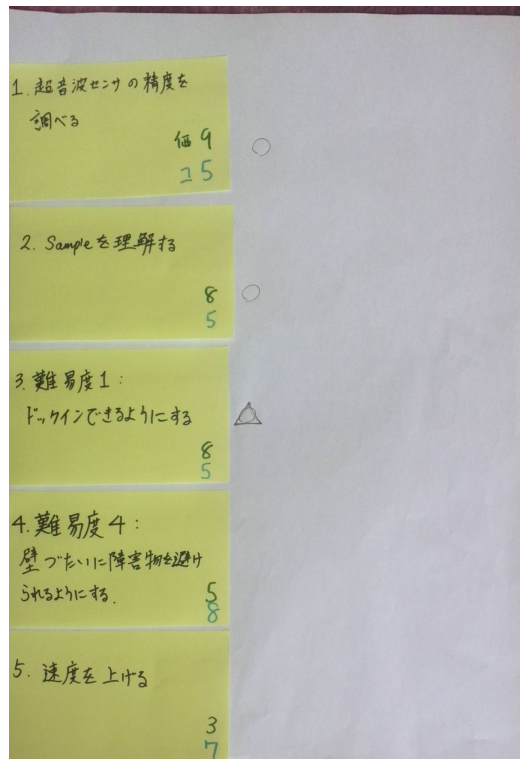 1. 超音波センサの精度を
調べる
価 9
コ 5
2. Sampleを理解する
8
5
3. 難易度1:
ドックインできるようにする
8
5
4. 難易度4:
壁づたいに障害物を避け
られるようにする.
5
8
5. 速度を上げる
3
7